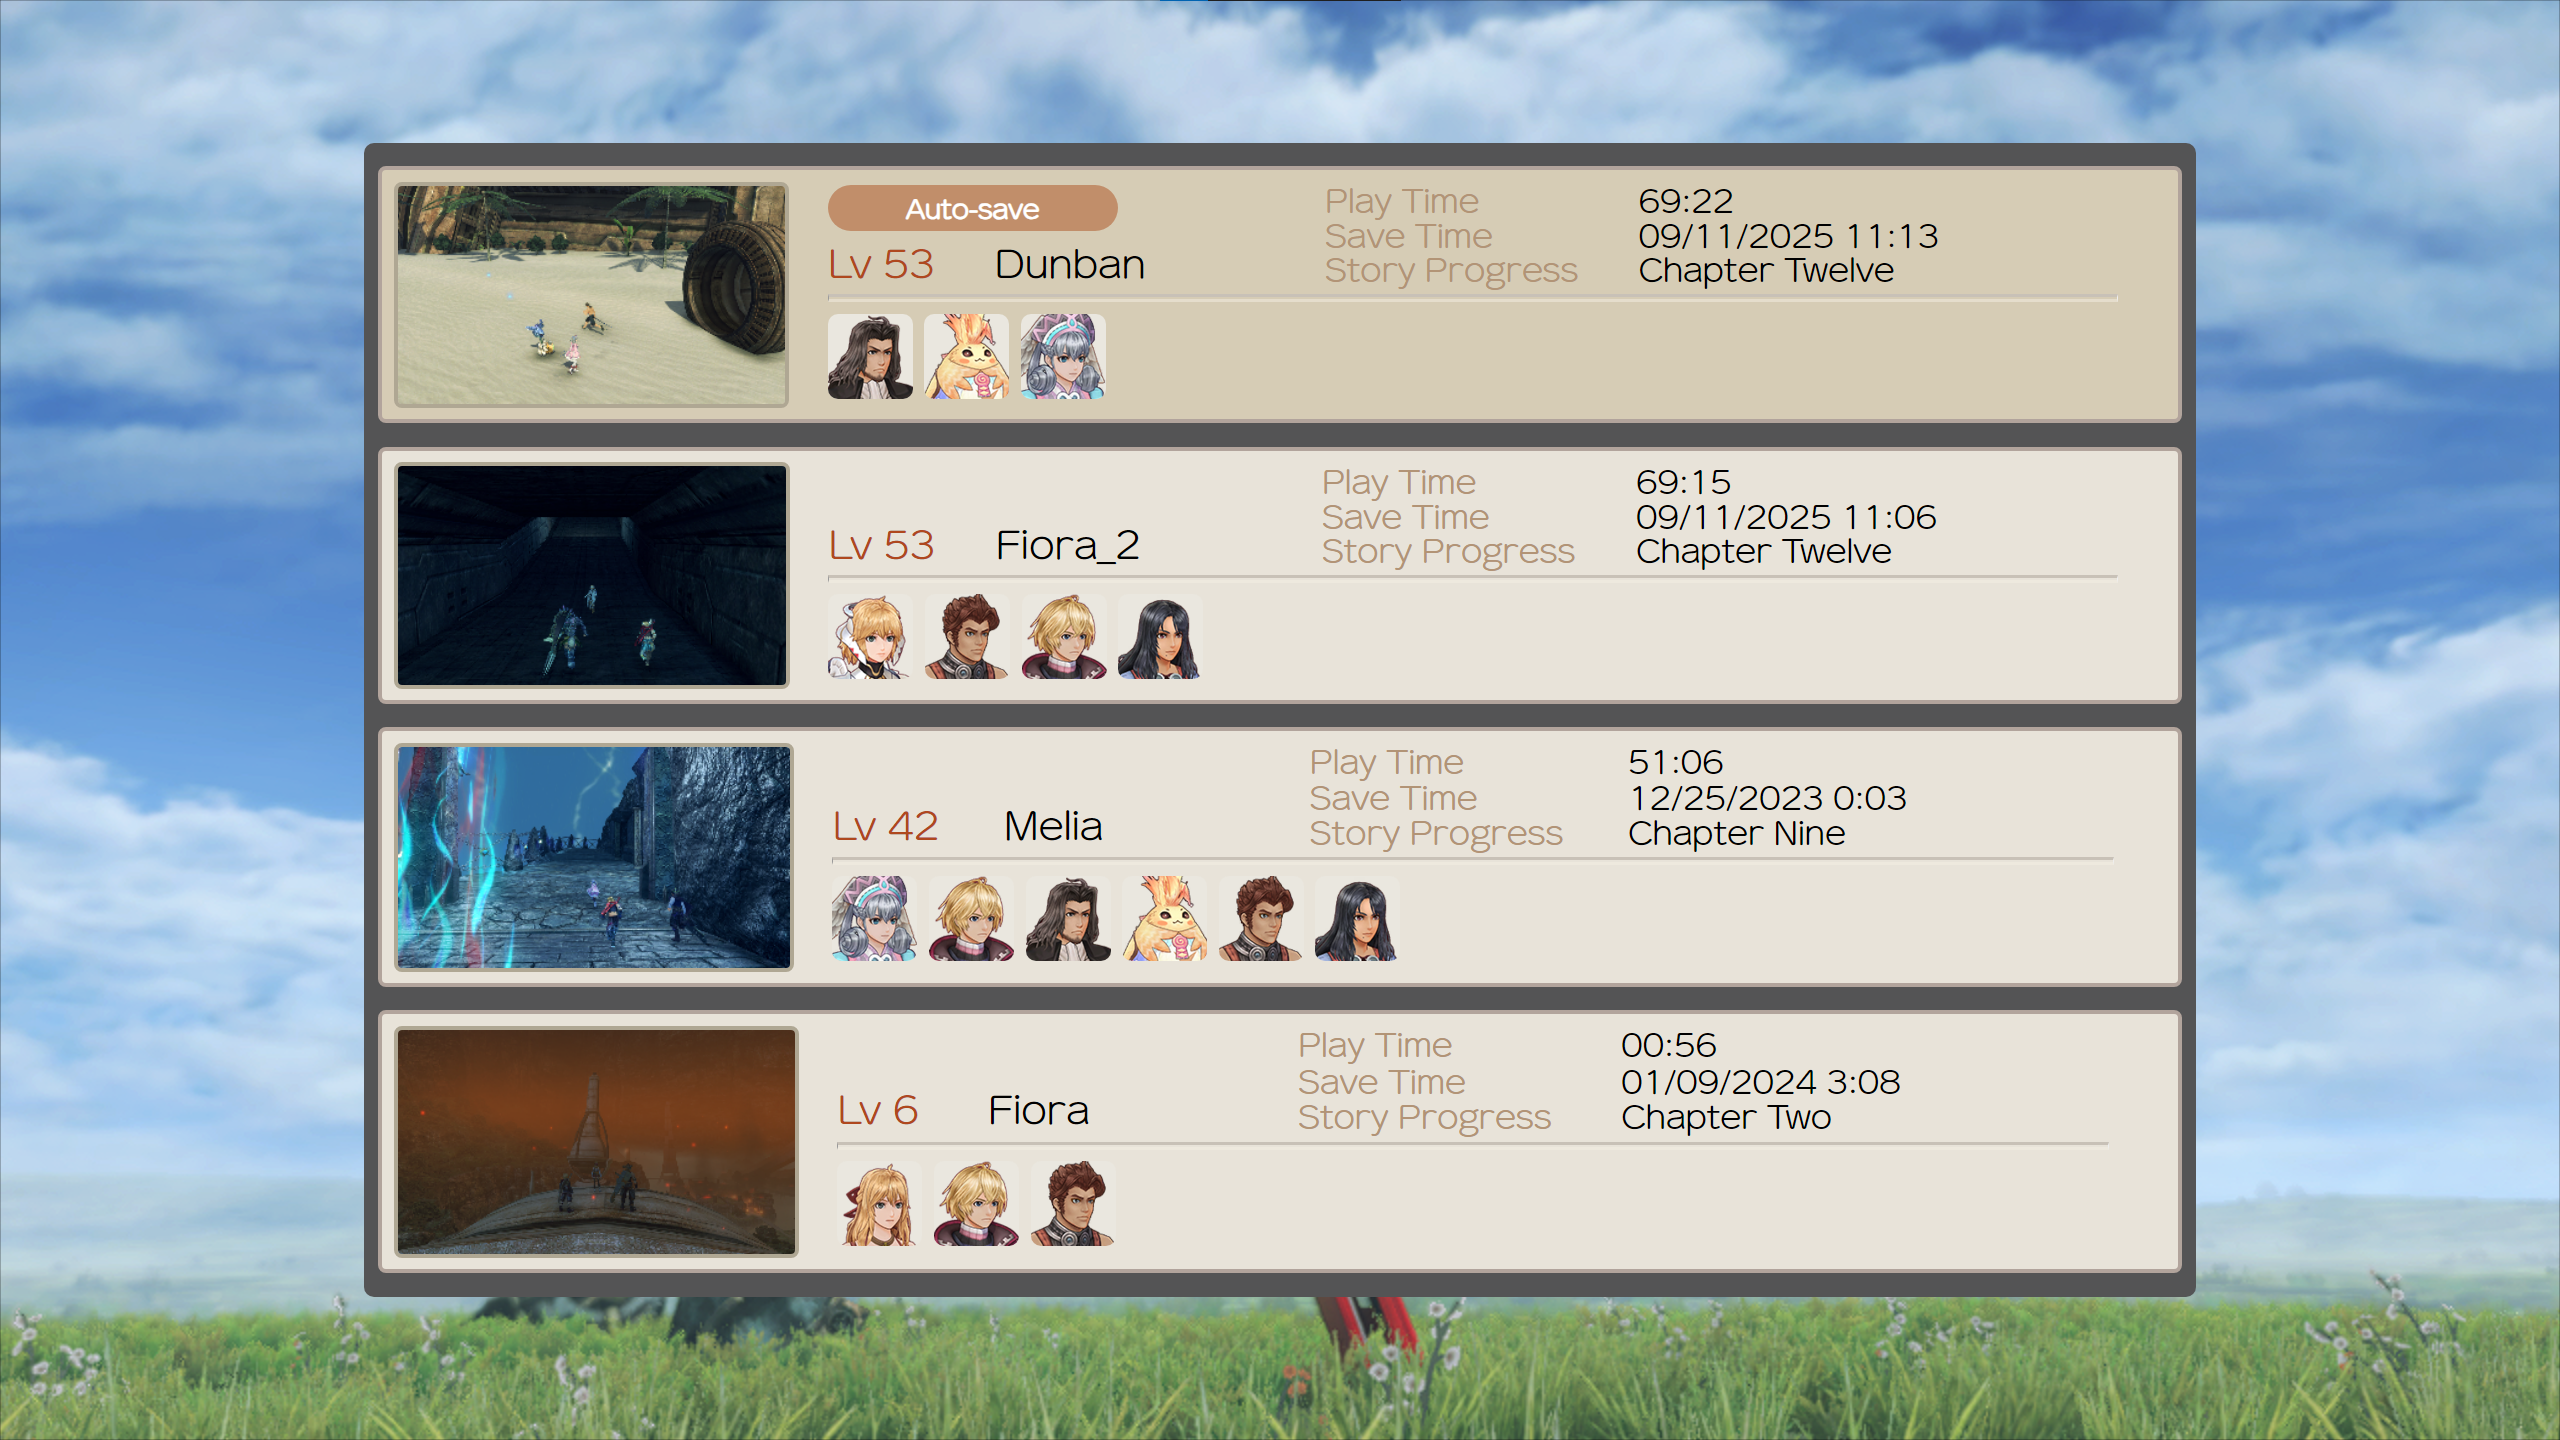 Auto-save
Lv 53 Dunban
Play Time 69:22
Save Time 09/11/2025 11:13
Story Progress Chapter Twelve
Lv 53 Fiora_2
Play Time 69:15
Save Time 09/11/2025 11:06
Story Progress Chapter Twelve
Lv 42 Melia
Play Time 51:06
Save Time 12/25/2023 0:03
Story Progress Chapter Nine
Lv 6 Fiora
Play Time 00:56
Save Time 01/09/2024 3:08
Story Progress Chapter Two